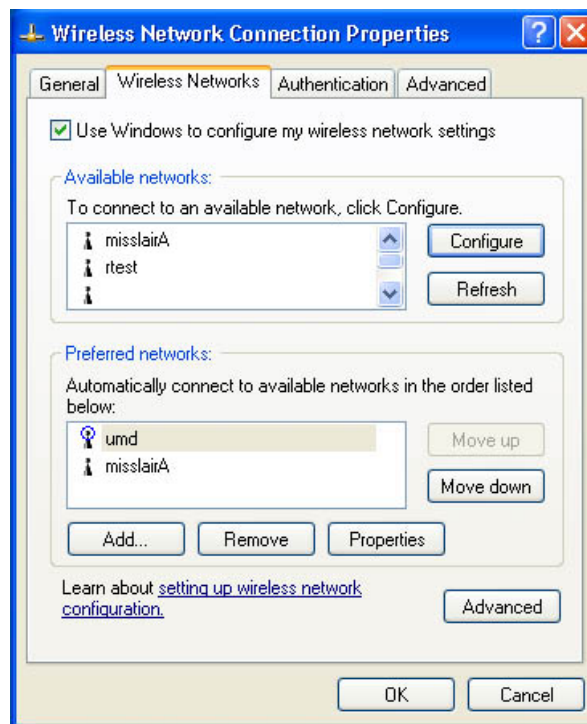 Wireless Network Connection Properties
General Wireless Networks Authentication Advanced
Use Windows to configure my wireless network settings
Available networks:
To connect to an available network, click Configure.
misslairA
rtest
Configure
Refresh
Preferred networks:
Automatically connect to available networks in the order listed
below:
umd
misslairA
Move up
Move down
Add... Remove Properties
Learn about setting up wireless network
configuration.
Advanced
OK Cancel